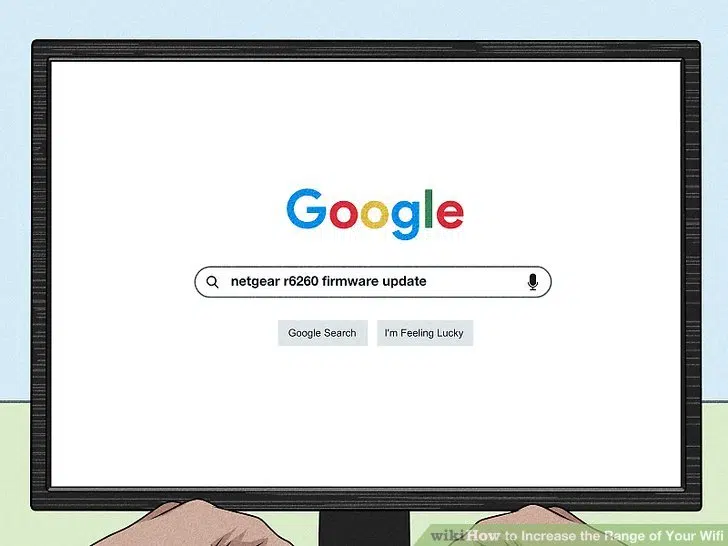 Google
netgear r6260 firmware update
Google Search
I'm Feeling Lucky
wikiHow to Increase the Range of Your Wifi